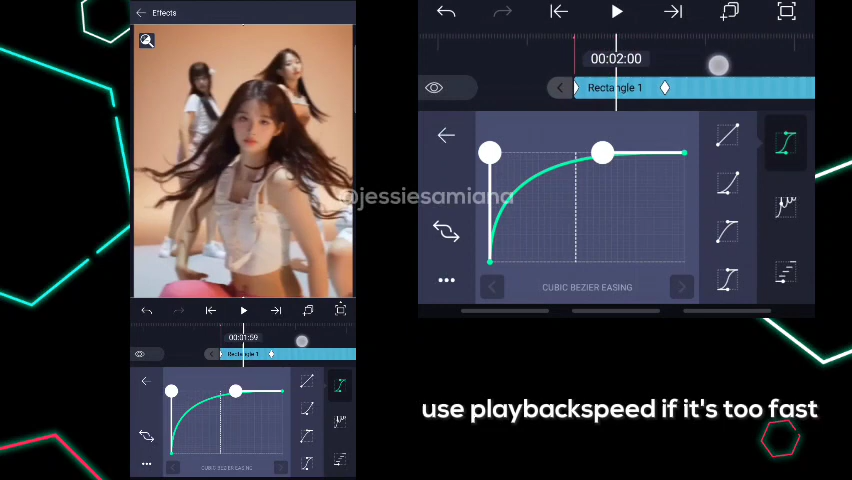 Effects
00:01:59
Rectangle 1
CUBIC BEZIER EASING
00:02:00
Rectangle 1
CUBIC BEZIER EASING
@jessiesamiana
use playbackspeed if it's too fast